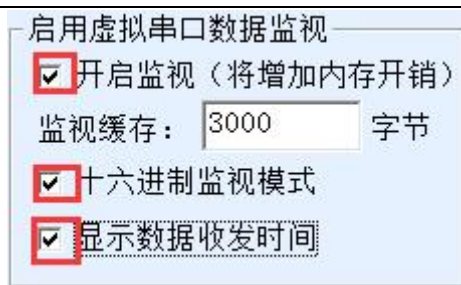 启用虚拟串口数据监视
开启监视（将增加内存开销）
监视缓存： 3000 字节
十六进制监视模式
显示数据收发时间